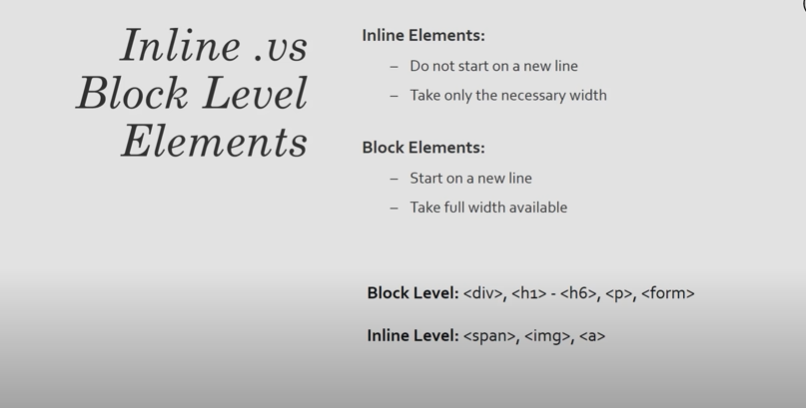 Inline .vs
Block Level
Elements
Inline Elements:
– Do not start on a new line
– Take only the necessary width
Block Elements:
– Start on a new line
– Take full width available
Block Level: <div>, <h1> - <h6>, <p>, <form>
Inline Level: <span>, <img>, <a>